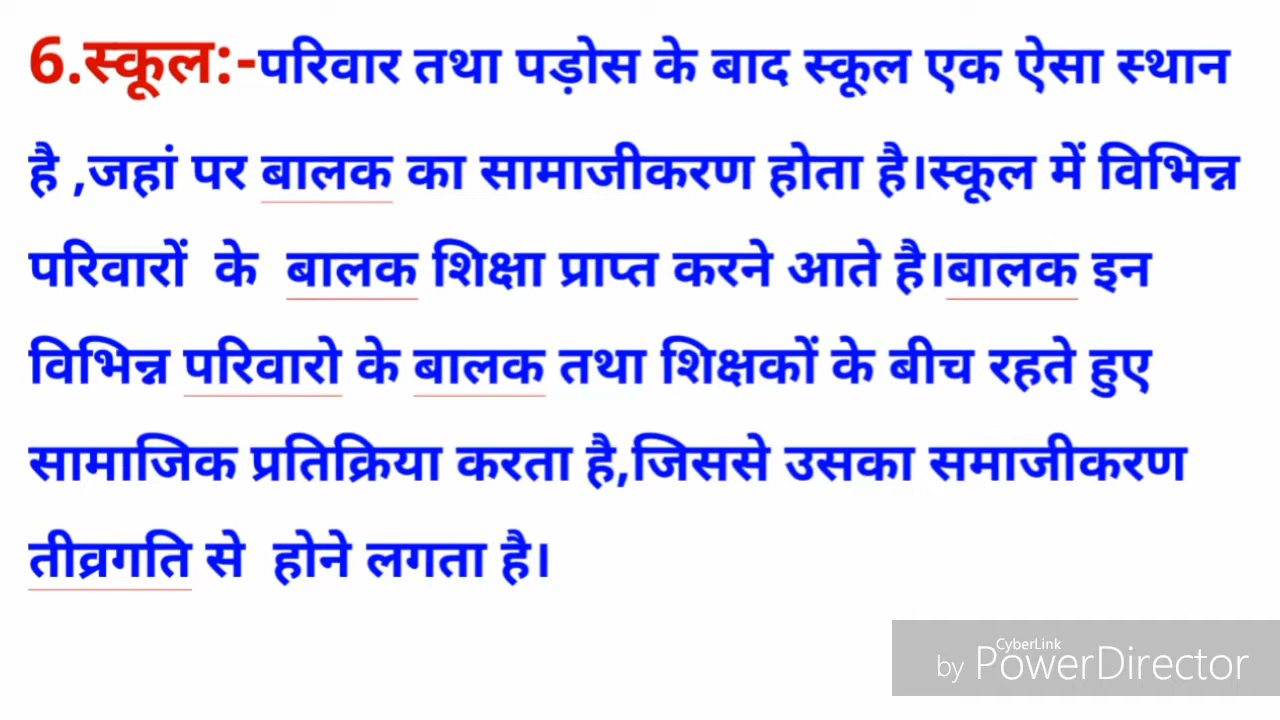 6.स्कूल:-परिवार तथा पड़ोस के बाद स्कूल एक ऐसा स्थान
है ,जहां पर बालक का सामाजीकरण होता है।स्कूल में विभिन्न
परिवारों के बालक शिक्षा प्राप्त करने आते है।बालक इन
विभिन्न परिवारो के बालक तथा शिक्षकों के बीच रहते हुए
सामाजिक प्रतिक्रिया करता है,जिससे उसका समाजीकरण
तीव्रगति से होने लगता है।
CyberLink
by PowerDirector